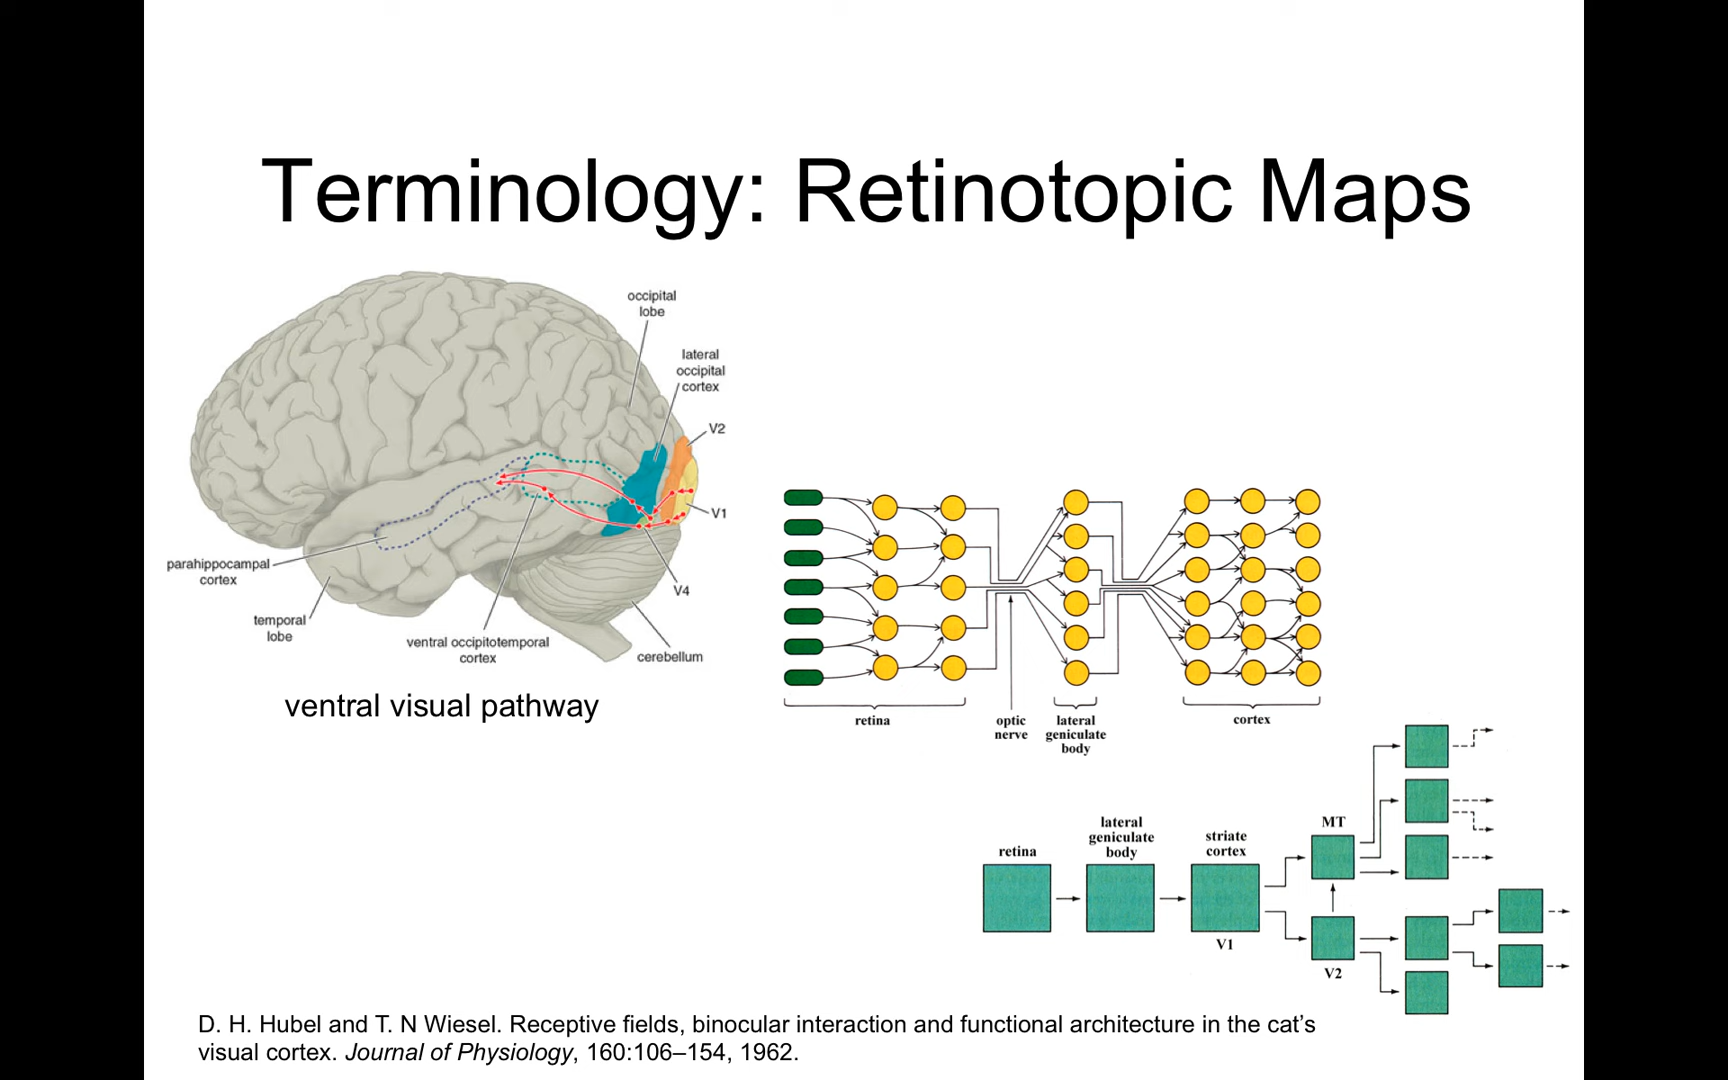 Terminology: Retinotopic Maps
occipital
lobe
lateral
occipital
cortex
V2
V1
parahippocampal
cortex
V4
temporal
lobe
ventral occipitotemporal
cortex
cerebellum
ventral visual pathway
retina
optic
nerve
lateral
geniculate
body
cortex
retina
lateral
geniculate
body
striate
cortex
V1
MT
V2
D. H. Hubel and T. N Wiesel. Receptive fields, binocular interaction and functional architecture in the cat’s
visual cortex. Journal of Physiology, 160:106–154, 1962.